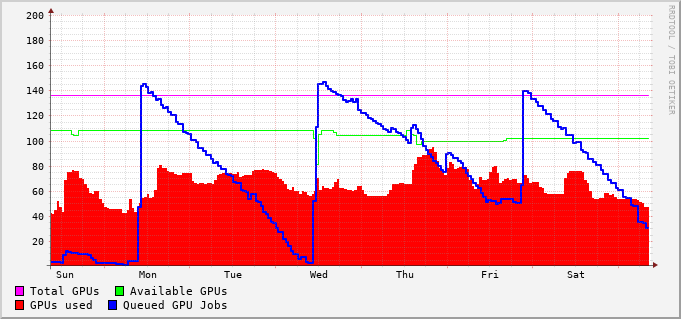 200
180
160
140
120
100
80
60
40
20
Sun Mon Tue Wed Thu Fri Sat
RRDTOOL / TOBI OETIKER
Total GPUs Available GPUs
GPUs used Queued GPU Jobs